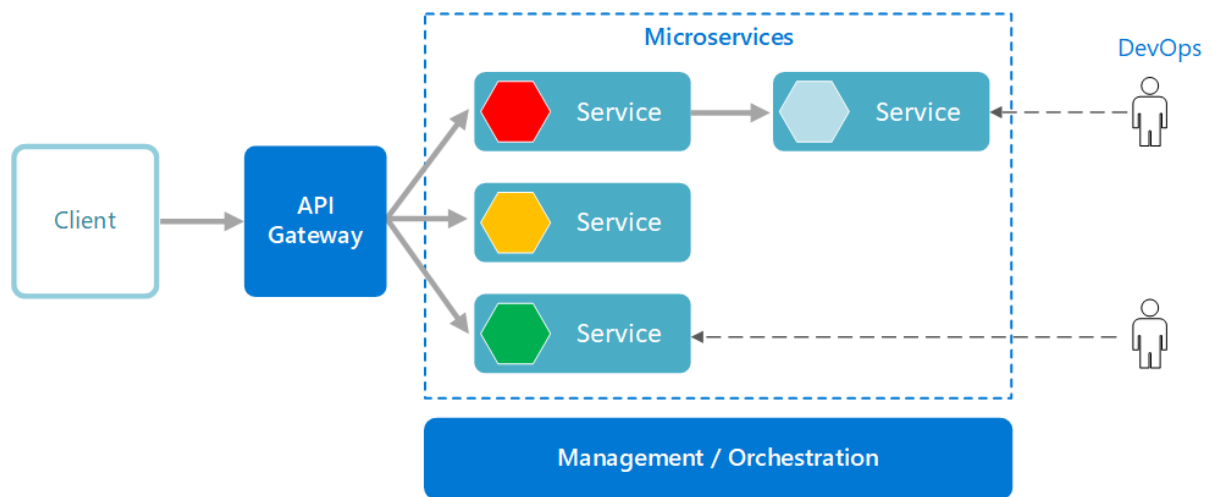 Microservices
DevOps
Service
Service
Client
API
Gateway
Service
Service
Management / Orchestration